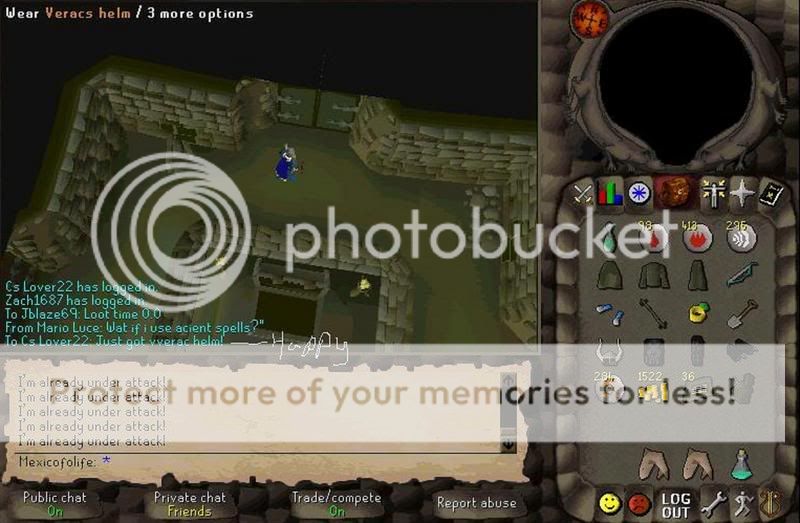 Wear Veracs helm / 3 more options
photobucket
98 413 295
Cs Lover22 has logged in.
Zach1687 has logged in.
To Jblaze69: Loot time 0.0
From Mario Luce: Wat if i use acient spells?"
To Cs Lover22: Just got vverac helm! Happy
1522 36
I'm already under attack!
Protect more of your memories for less!
I'm already under attack!
I'm already under attack!
I'm already under attack!
I'm already under attack!
Mexicofolife: *
Public chat Private chat Trade/compete Report abuse
On Friends On
LOG
OUT